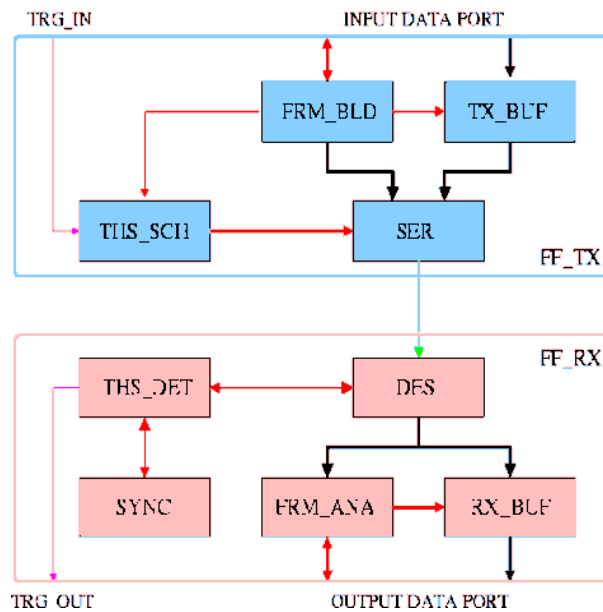 TRG_IN INPUT DATA PORT
FRM_BLD TX_BUF
THS_SCH SER
FF_TX
FF_RX
THS_DET DES
SYNC FRM_ANA RX_BUF
TRG_OUT OUTPUT DATA PORT